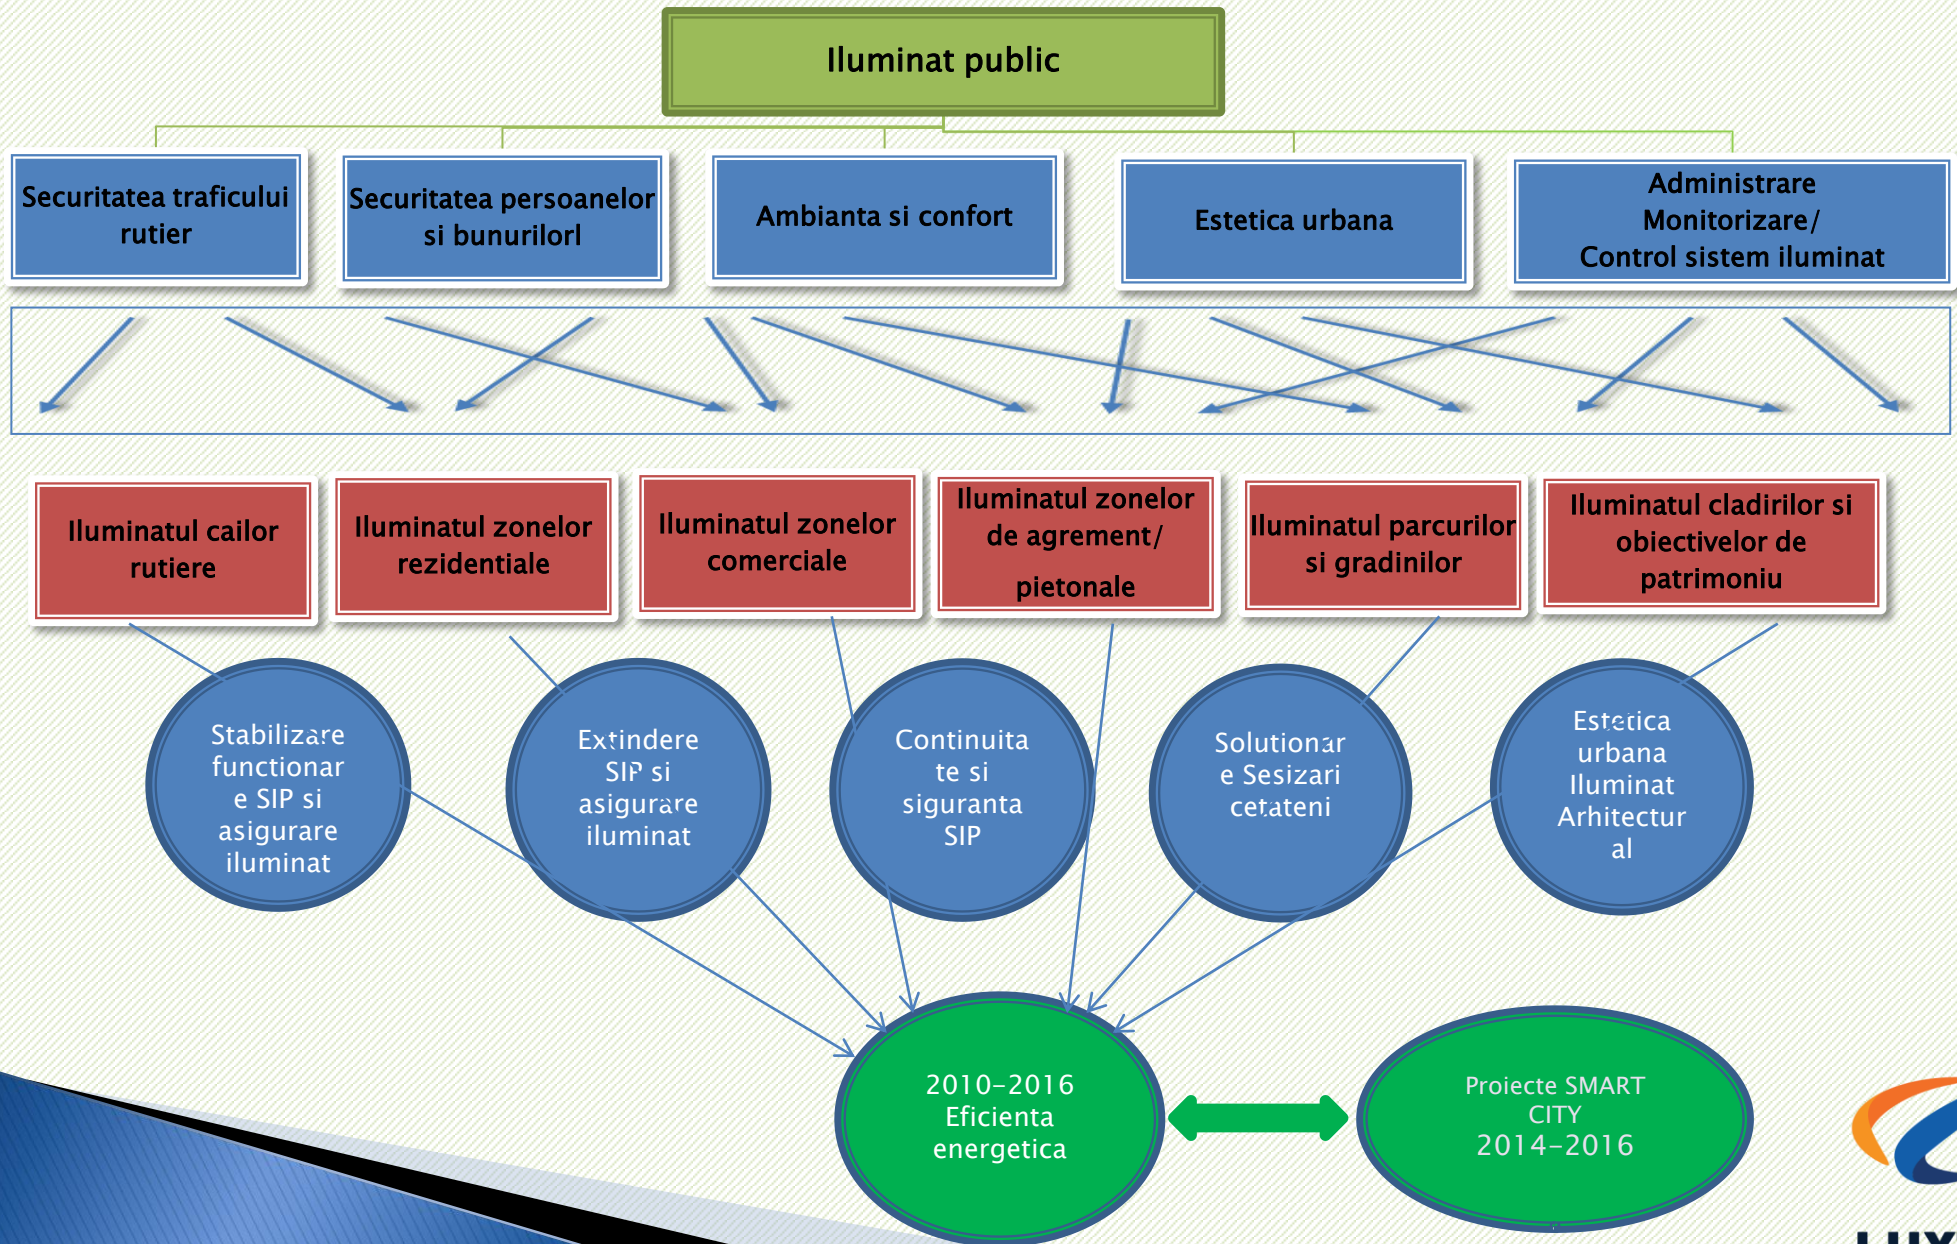 Iluminat public
Securitatea traficului
rutier
Securitatea persoanelor
si bunurilorl
Ambianta si confort
Estetica urbana
Administrare
Monitorizare/
Control sistem iluminat
Iluminatul cailor
rutiere
Iluminatul zonelor
rezidentiale
Iluminatul zonelor
comerciale
Iluminatul zonelor
de agrement/
pietonale
Iluminatul parcurilor
si gradinilor
Iluminatul cladirilor si
obiectivelor de
patrimoniu
Stabilizare
functionar
e SIP si
asigurare
iluminat
Extindere
SIP si
asigurare
iluminat
Continuita
te si
siguranta
SIP
Solutionar
e Sesizari
cetateni
Estetica
urbana
Iluminat
Arhitectur
al
2010-2016
Eficienta
energetica
Proiecte SMART
CITY
2014-2016